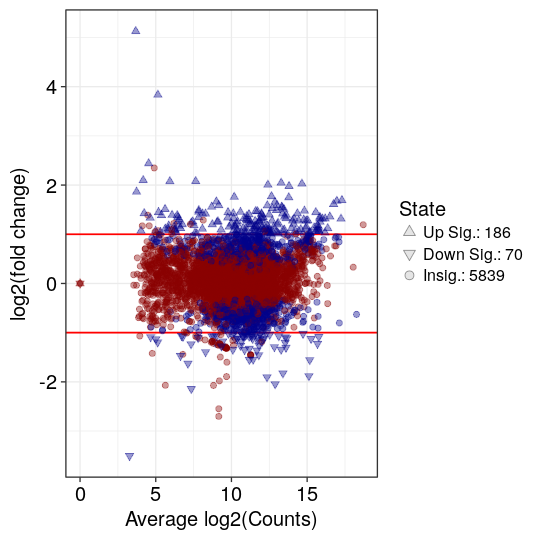 4
2
0
-2
0 5 10 15
Average log2(Counts)
log2(fold change)
State
Up Sig.: 186
Down Sig.: 70
Insig.: 5839